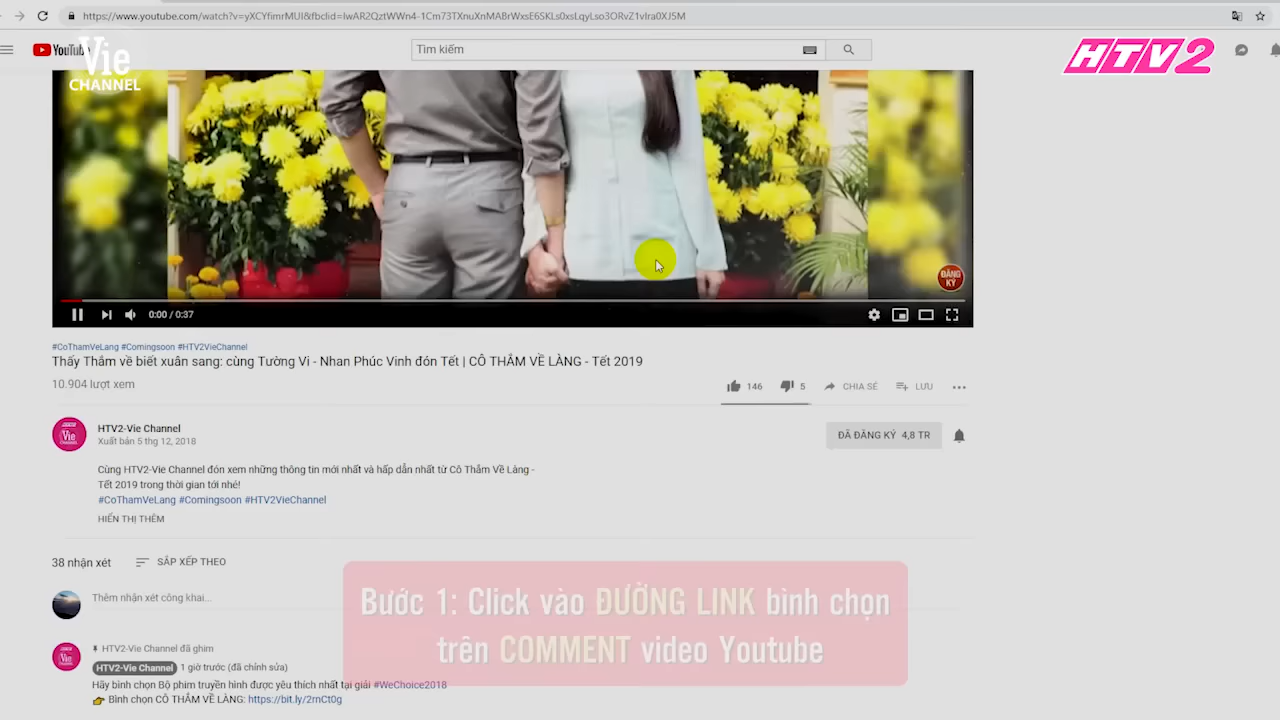 https://www.youtube.com/watch?v=yXCYfimrMUI&fbclid=IwAR2QztWWn4-1Cm73TXnuXnMABrWxsE6SKLs0xsLqyLso3ORvZ1vIra0XJ5M
YouTube
Vie
CHANNEL
Tìm kiếm
HTV2
ĐĂNG
KÝ
0:00 / 0:37
#CoThamVeLang #Comingsoon #HTV2VieChannel
Thấy Thắm về biết xuân sang: cùng Tường Vi - Nhan Phúc Vinh đón Tết | CÔ THẮM VỀ LÀNG - Tết 2019
10.904 lượt xem
146 5 CHIA SẺ LƯU
HTV2-Vie Channel
Xuất bản 5 thg 12, 2018
ĐÃ ĐĂNG KÝ 4,8 TR
Cùng HTV2-Vie Channel đón xem những thông tin mới nhất và hấp dẫn nhất từ Cô Thắm Về Làng -
Tết 2019 trong thời gian tới nhé!
#CoThamVeLang #Comingsoon #HTV2VieChannel
HIỂN THỊ THÊM
38 nhận xét SẮP XẾP THEO
Thêm nhận xét công khai...
Bước 1: Click vào ĐƯỜNG LINK bình chọn
trên COMMENT video Youtube
HTV2-Vie Channel đã ghim
HTV2-Vie Channel 1 giờ trước (đã chỉnh sửa)
Hãy bình chọn Bộ phim truyền hình được yêu thích nhất tại giải #WeChoice2018
👉 Bình chọn CÔ THẮM VỀ LÀNG: https://bit.ly/2rnCt0g